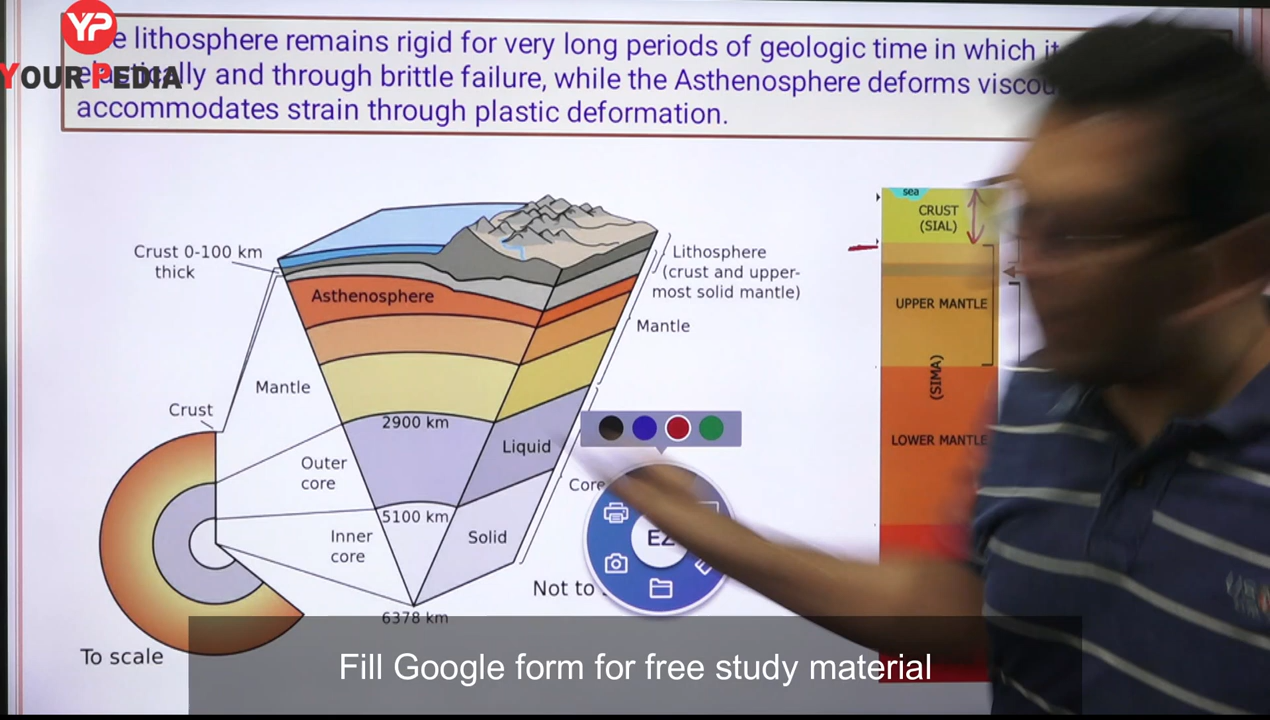 YP
YOUR PEDIA
lithosphere remains rigid for very long periods of geologic time in which it
and through brittle failure, while the Asthenosphere deforms
accommodates strain through plastic deformation.
sea
CRUST
(SIAL)
UPPER MANTLE
(SIMA)
LOWER MANTLE
Crust 0-100 km
thick
Asthenosphere
Lithosphere
(crust and upper-
most solid mantle)
Mantle
Mantle
Crust
2900 km
Liquid
Outer
core
Core
5100 km
Inner
core
Solid
Not to
6378 km
To scale
Fill Google form for free study material